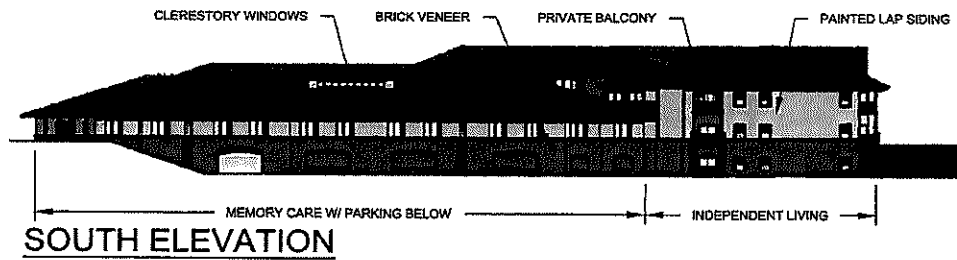 CLERESTORY WINDOWS
BRICK VENEER
PRIVATE BALCONY
PAINTED LAP SIDING
MEMORY CARE W/ PARKING BELOW
INDEPENDENT LIVING
SOUTH ELEVATION